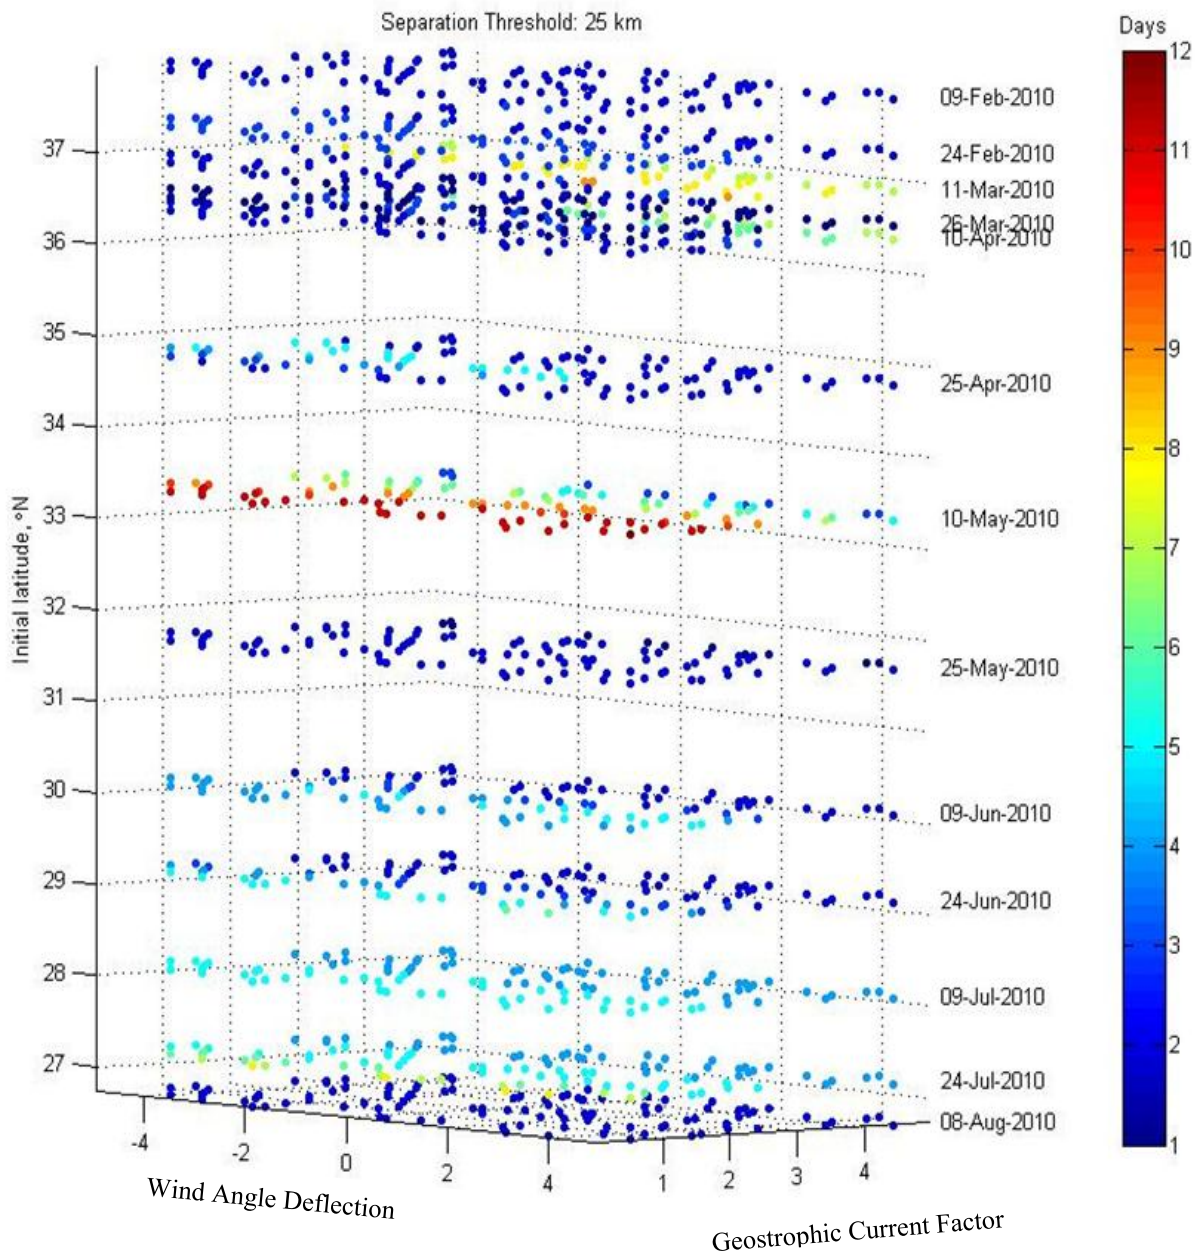 Separation Threshold: 25 km
Days
12
11
10
9
8
7
6
5
4
3
2
1
09-Feb-2010
24-Feb-2010
11-Mar-2010
26-Mar-2010
10-Apr-2010
25-Apr-2010
10-May-2010
25-May-2010
09-Jun-2010
24-Jun-2010
09-Jul-2010
24-Jul-2010
08-Aug-2010
Initial latitude, °N
37
36
35
34
33
32
31
30
29
28
27
-4
-2
0
2
4
1
2
3
4
Wind Angle Deflection
Geostrophic Current Factor